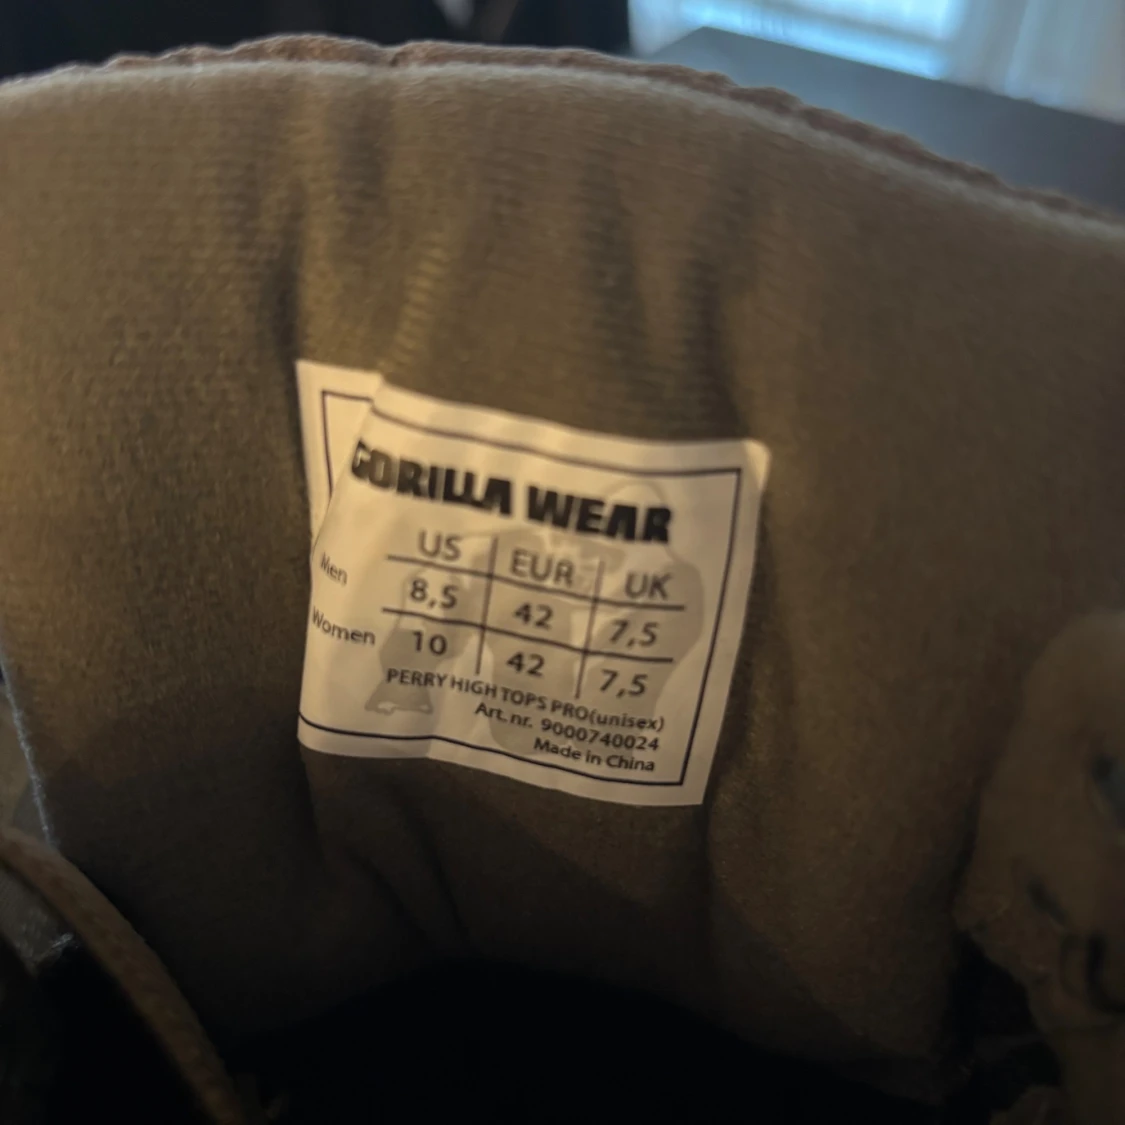 GORILLA WEAR
US EUR UK
Men 8,5 42 7,5
Women 10 42 7,5
PERRY HIGH TOPS PRO(unisex)
Art. nr. 9000740024
Made in China